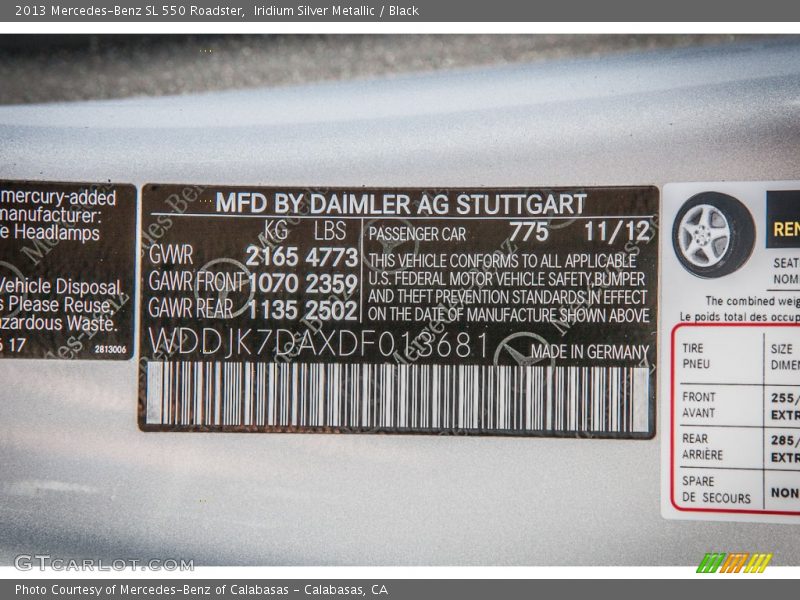 2013 Mercedes-Benz SL 550 Roadster,  Iridium Silver Metallic / Black
mercury-added
manufacturer:
e Headlamps
Vehicle Disposal.
s Please Reuse,
azardous Waste.
6 17
2813006
MFD BY DAIMLER AG STUTTGART
KG LBS
GWR 2165 4773
GAWR FRONT 1070 2359
GAWR REAR 1135 2502
PASSENGER CAR 775 11/12
THIS VEHICLE CONFORMS TO ALL APPLICABLE
U.S. FEDERAL MOTOR VEHICLE SAFETY,BUMPER
AND THEFT PREVENTION STANDARDS IN EFFECT
ON THE DATE OF MANUFACTURE SHOWN ABOVE
WDDJK7DAXDF013681
MADE IN GERMANY
REN
SEATI
NOM
The combined weig
Le poids total des occup
TIRE SIZE
PNEU DIMEN
FRONT 255/
AVANT EXTR
REAR 285/
ARRIÈRE EXTR
SPARE NON
DE SECOURS
GTCARLOT.COM
Photo Courtesy of Mercedes-Benz of Calabasas - Calabasas, CA